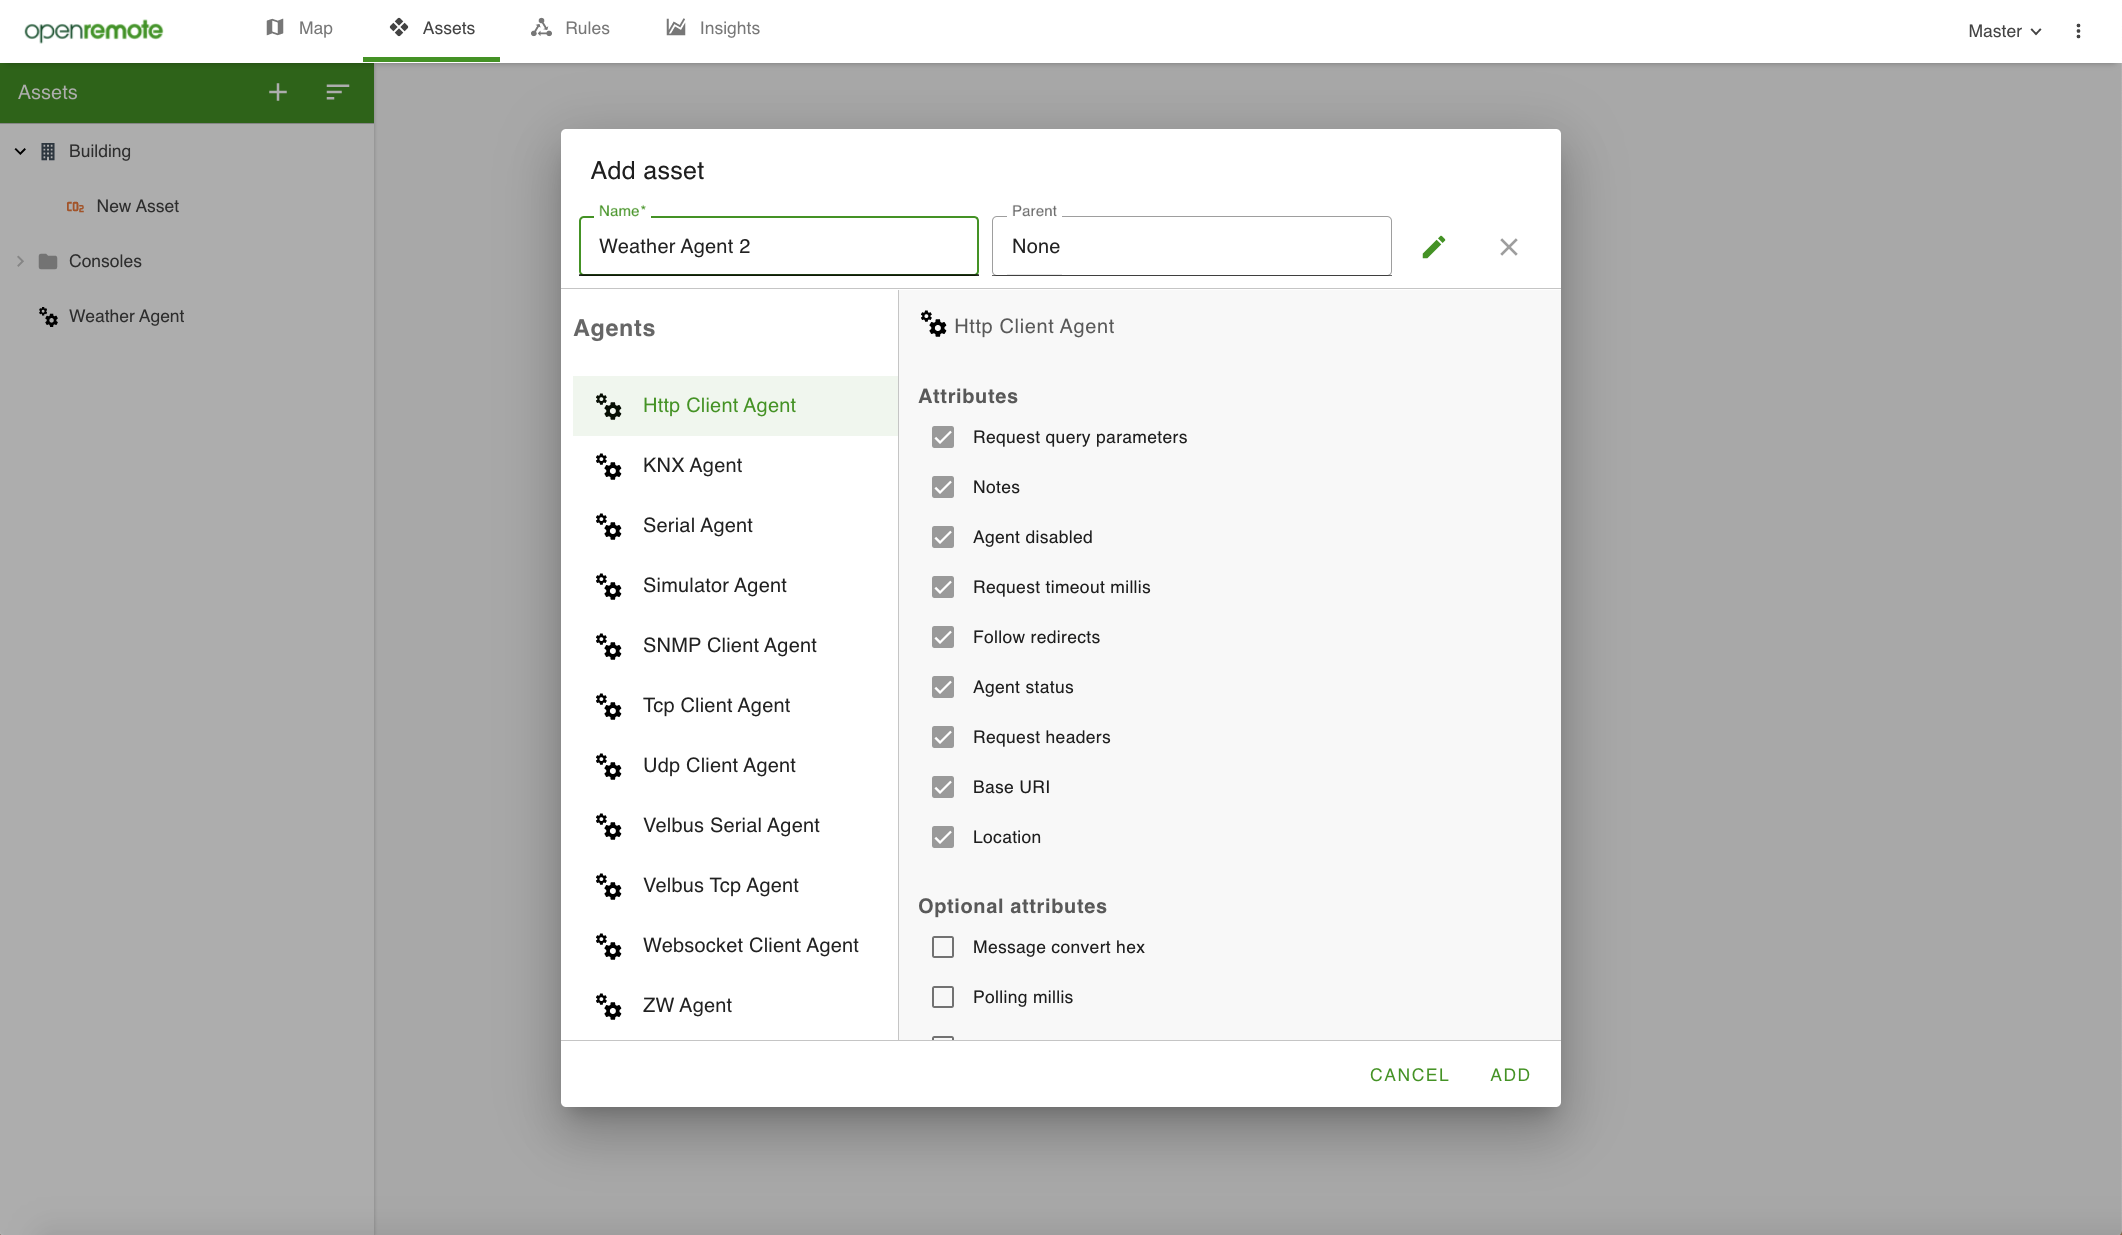 openremote
Map
Assets
Rules
Insights
Master
Assets
Building
CO2 New Asset
Consoles
Weather Agent
Add asset
Name*
Weather Agent 2
Parent
None
Agents
Http Client Agent
KNX Agent
Serial Agent
Simulator Agent
SNMP Client Agent
Tcp Client Agent
Udp Client Agent
Velbus Serial Agent
Velbus Tcp Agent
Websocket Client Agent
ZW Agent
Http Client Agent
Attributes
Request query parameters
Notes
Agent disabled
Request timeout millis
Follow redirects
Agent status
Request headers
Base URI
Location
Optional attributes
Message convert hex
Polling millis
CANCEL
ADD